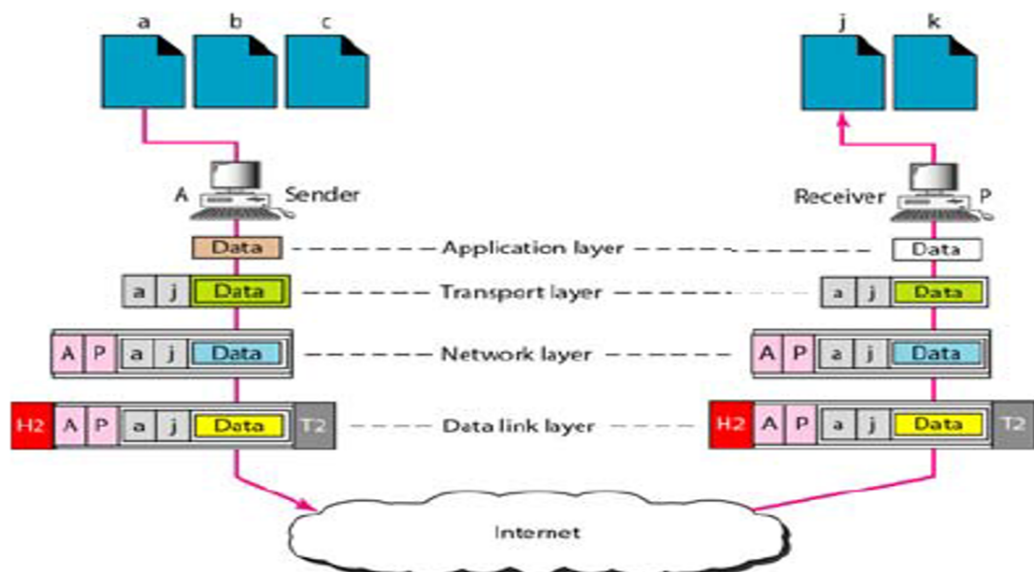 a b c j k
A Sender Receiver P
Data Application layer Data
a j Data Transport layer a j Data
A P a j Data Network layer A P a j Data
H2 A P a j Data T2 Data link layer H2 A P a j Data T2
Internet